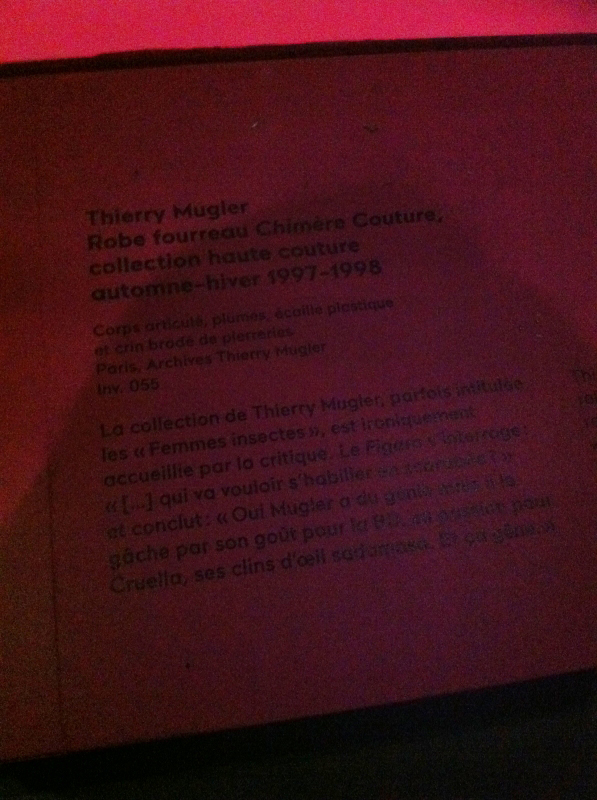 Thierry Mugler
Robe fourreau Chimère Couture,
collection haute couture
automne-hiver 1997-1998
Corps articulé, plumes, écaille plastique
et crin brodé de pierreries
Paris, Archives Thierry Mugler
Inv. 055
La collection de Thierry Mugler, parfois intitulée
les « Femmes insectes », est ironiquement
accueillie par la critique. Le Figaro s'interroge :
« [...] qui va vouloir s'habiller en scarabée ? »
et conclut : « Oui Mugler a du génie mais il le
gâche par son goût pour la BD, sa passion pour
Cruella, ses clins d'œil sadomaso. Et ça gêne. »